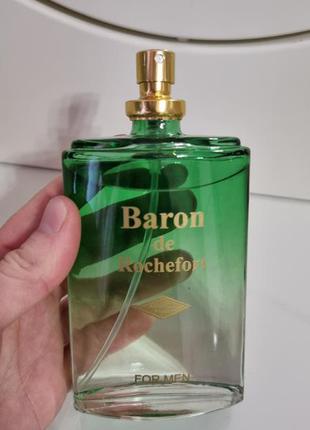 Baron
de
Rochefort
FOR MEN